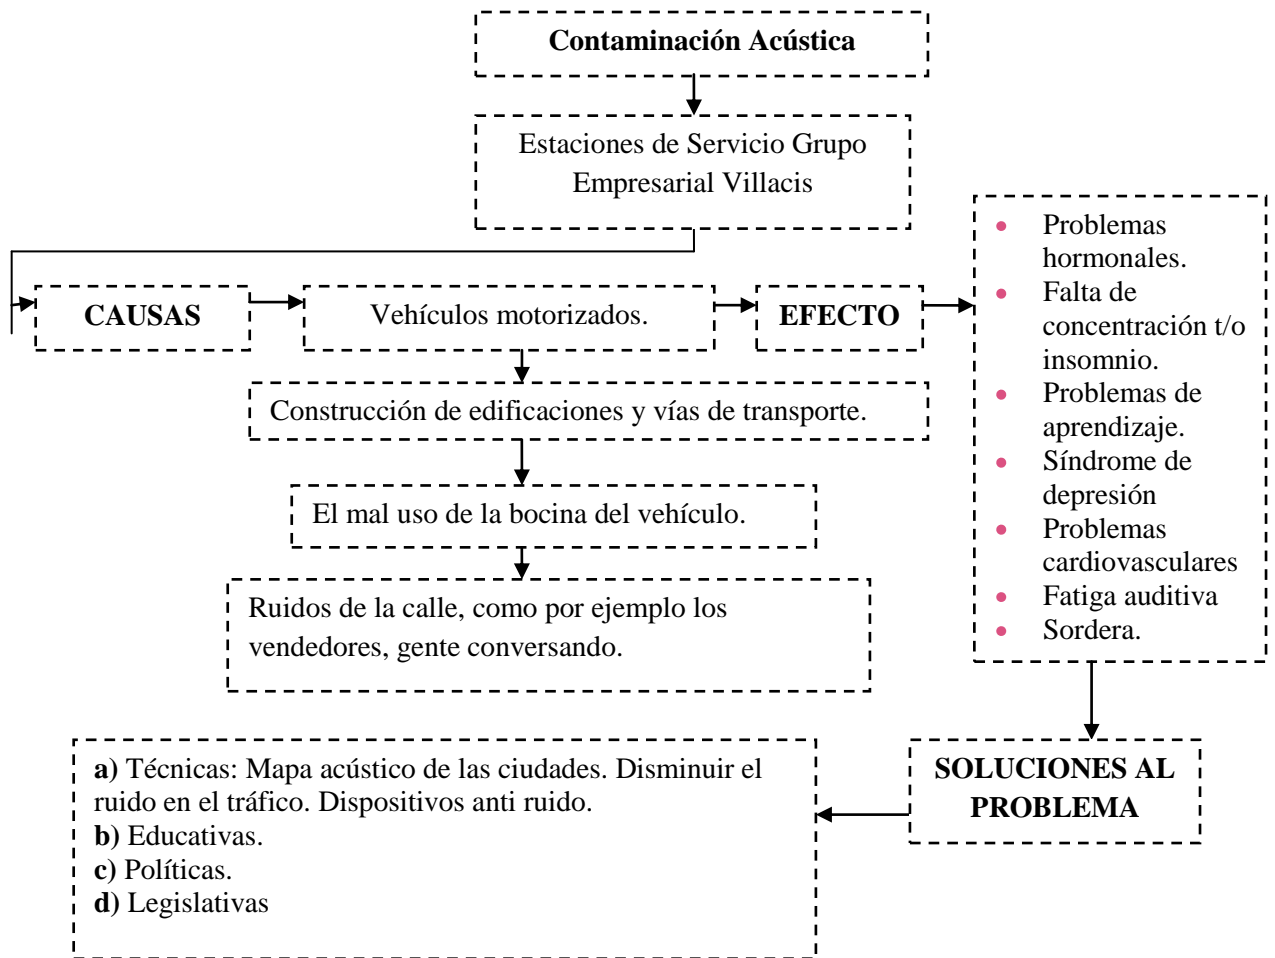 Contaminación Acústica
Estaciones de Servicio Grupo
Empresarial Villacis
CAUSAS
Vehículos motorizados.
EFECTO
Construcción de edificaciones y vías de transporte.
El mal uso de la bocina del vehículo.
Ruidos de la calle, como por ejemplo los
vendedores, gente conversando.
Problemas
hormonales.
Falta de
concentración t/o
insomnio.
Problemas de
aprendizaje.
Síndrome de
depresión
Problemas
cardiovasculares
Fatiga auditiva
Sordera.
SOLUCIONES AL
PROBLEMA
a) Técnicas: Mapa acústico de las ciudades. Disminuir el
ruido en el tráfico. Dispositivos anti ruido.
b) Educativas.
c) Políticas.
d) Legislativas